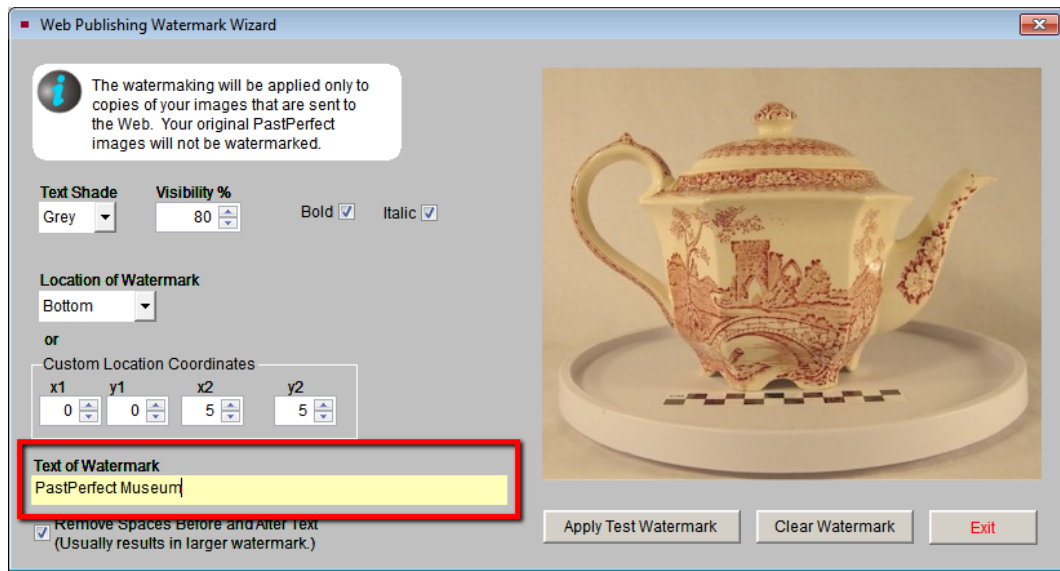 Web Publishing Watermark Wizard
The watermaking will be applied only to
copies of your images that are sent to
the Web. Your original PastPerfect
images will not be watermarked.
Text Shade
Visibility %
Grey
80
Bold
Italic
Location of Watermark
Bottom
or
Custom Location Coordinates
x1 y1 x2 y2
0 0 5 5
Text of Watermark
PastPerfect Museum
Remove Spaces Before and After Text
(Usually results in larger watermark.)
Apply Test Watermark
Clear Watermark
Exit